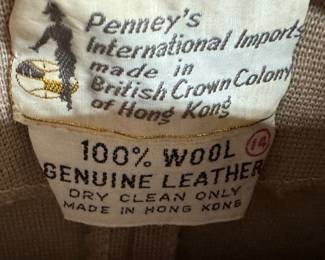 Penney's
International Imports
made in
British Crown Colony
of Hong Kong
100% WOOL 14
GENUINE LEATHER
DRY CLEAN ONLY
MADE IN HONG KONG